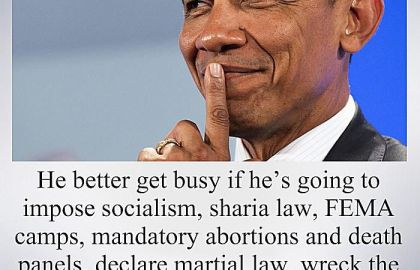 He better get busy if he's going to
impose socialism, sharia law, FEMA
camps, mandatory abortions and death
panels, declare martial law, wreck the